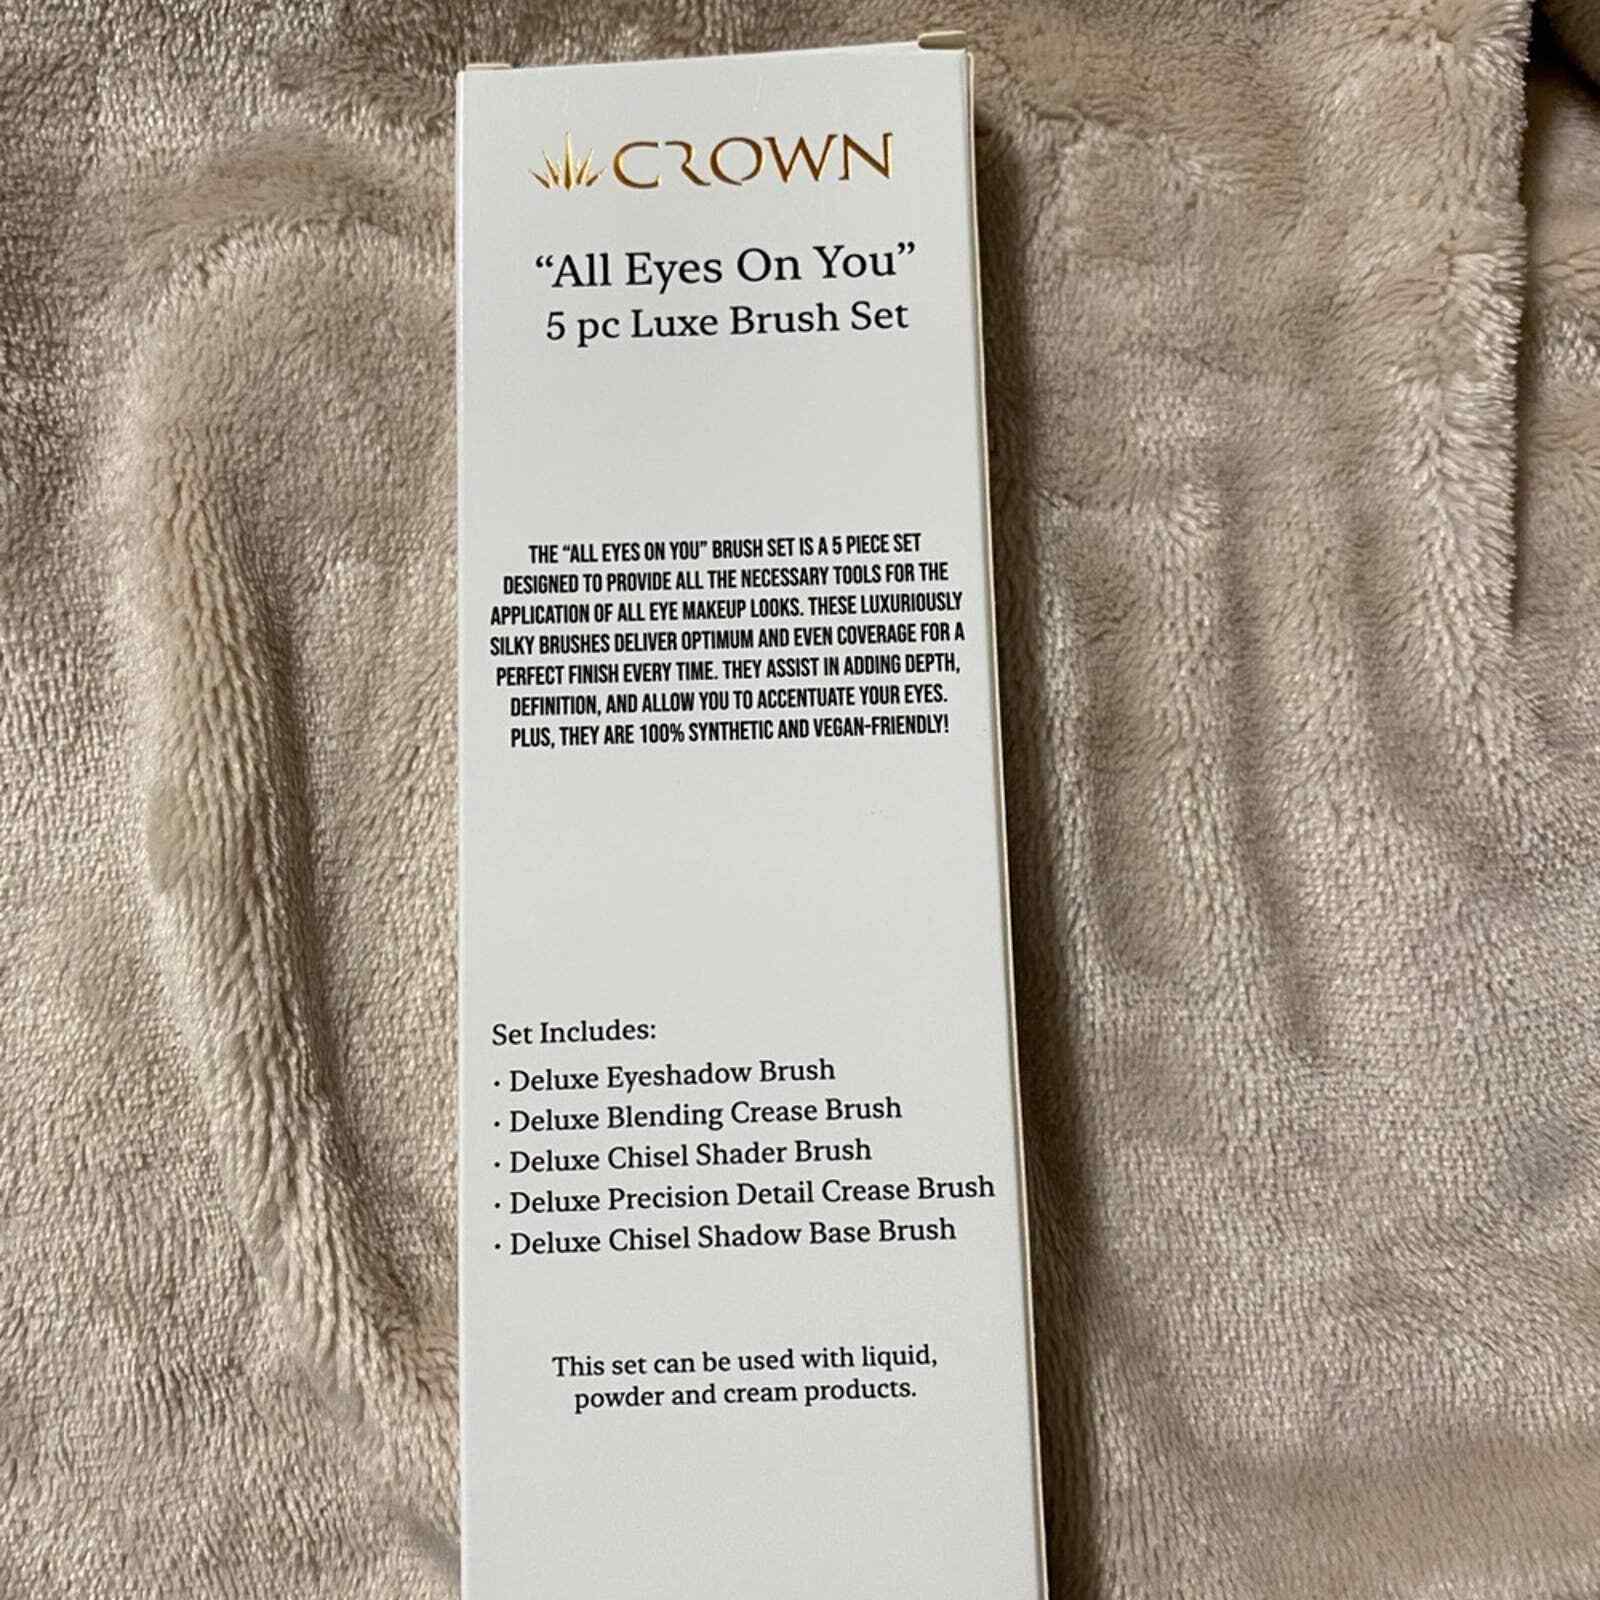 CROWN
“All Eyes On You”
5 pc Luxe Brush Set
THE “ALL EYES ON YOU” BRUSH SET IS A 5 PIECE SET
DESIGNED TO PROVIDE ALL THE NECESSARY TOOLS FOR THE
APPLICATION OF ALL EYE MAKEUP LOOKS. THESE LUXURIOUSLY
SILKY BRUSHES DELIVER OPTIMUM AND EVEN COVERAGE FOR A
PERFECT FINISH EVERY TIME. THEY ASSIST IN ADDING DEPTH,
DEFINITION, AND ALLOW YOU TO ACCENTUATE YOUR EYES.
PLUS, THEY ARE 100% SYNTHETIC AND VEGAN-FRIENDLY!
Set Includes:
· Deluxe Eyeshadow Brush
· Deluxe Blending Crease Brush
· Deluxe Chisel Shader Brush
· Deluxe Precision Detail Crease Brush
· Deluxe Chisel Shadow Base Brush
This set can be used with liquid,
powder and cream products.